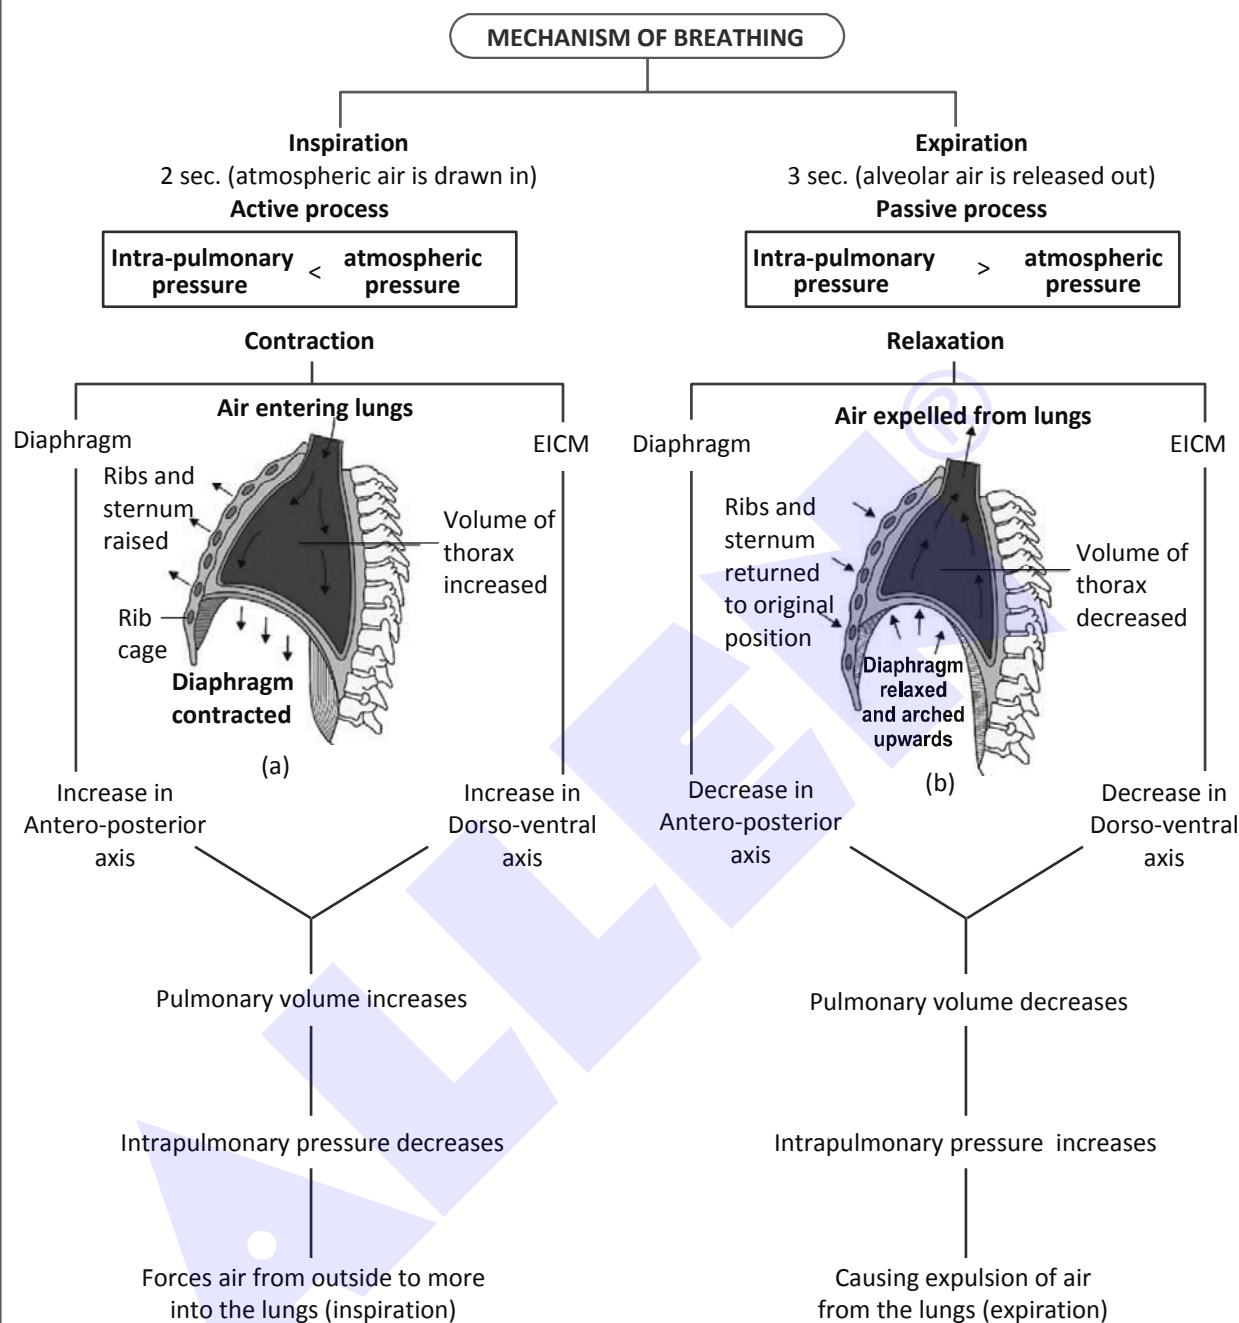 MECHANISM OF BREATHING
Inspiration
2 sec. (atmospheric air is drawn in)
Active process
Intra-pulmonary
pressure
<
atmospheric
pressure
Contraction
Air entering lungs
Diaphragm
EICM
Ribs and
sternum
raised
Volume of
thorax
increased
Rib
cage
Diaphragm
contracted
(a)
Increase in
Antero-posterior
axis
Increase in
Dorso-ventral
axis
Pulmonary volume increases
Intrapulmonary pressure decreases
Forces air from outside to more
into the lungs (inspiration)
Expiration
3 sec. (alveolar air is released out)
Passive process
Intra-pulmonary
pressure
>
atmospheric
pressure
Relaxation
Air expelled from lungs
Diaphragm
EICM
Ribs and
sternum
returned
to original
position
Volume of
thorax
decreased
Diaphragm
relaxed
and arched
upwards
(b)
Decrease in
Antero-posterior
axis
Decrease in
Dorso-ventral
axis
Pulmonary volume decreases
Intrapulmonary pressure  increases
Causing expulsion of air
from the lungs (expiration)
ALLEN®